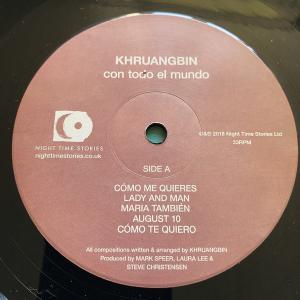 KHRUANGBIN
con todo el mundo
NIGHT TIME STORIES
nighttimestories.co.uk
℗&© 2018 Night Time Stories Ltd
33RPM
SIDE A
CÓMO ME QUIERES
LADY AND MAN
MARIA TAMBIÉN
AUGUST 10
CÓMO TE QUIERO
All compositions written & arranged by KHRUANGBIN
Produced by MARK SPEER, LAURA LEE &
STEVE CHRISTENSEN